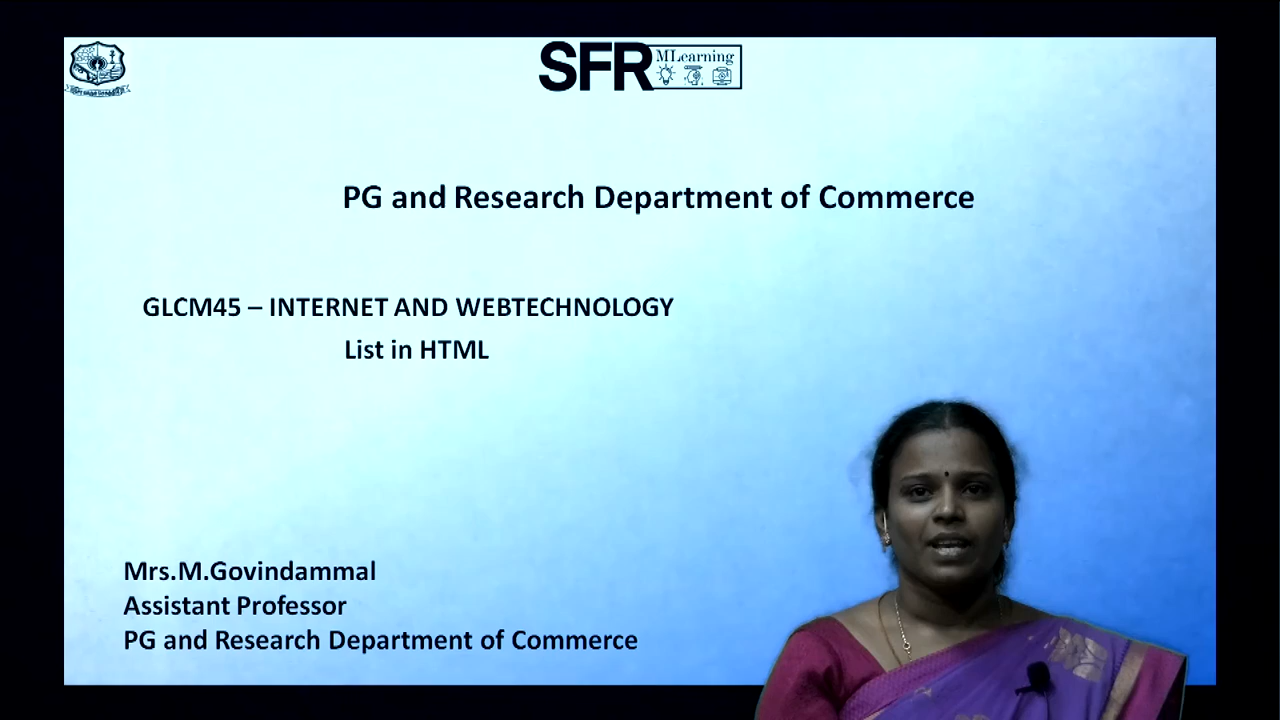 SFR MLearning
PG and Research Department of Commerce
GLCM45 – INTERNET AND WEBTECHNOLOGY
List in HTML
Mrs.M.Govindammal
Assistant Professor
PG and Research Department of Commerce